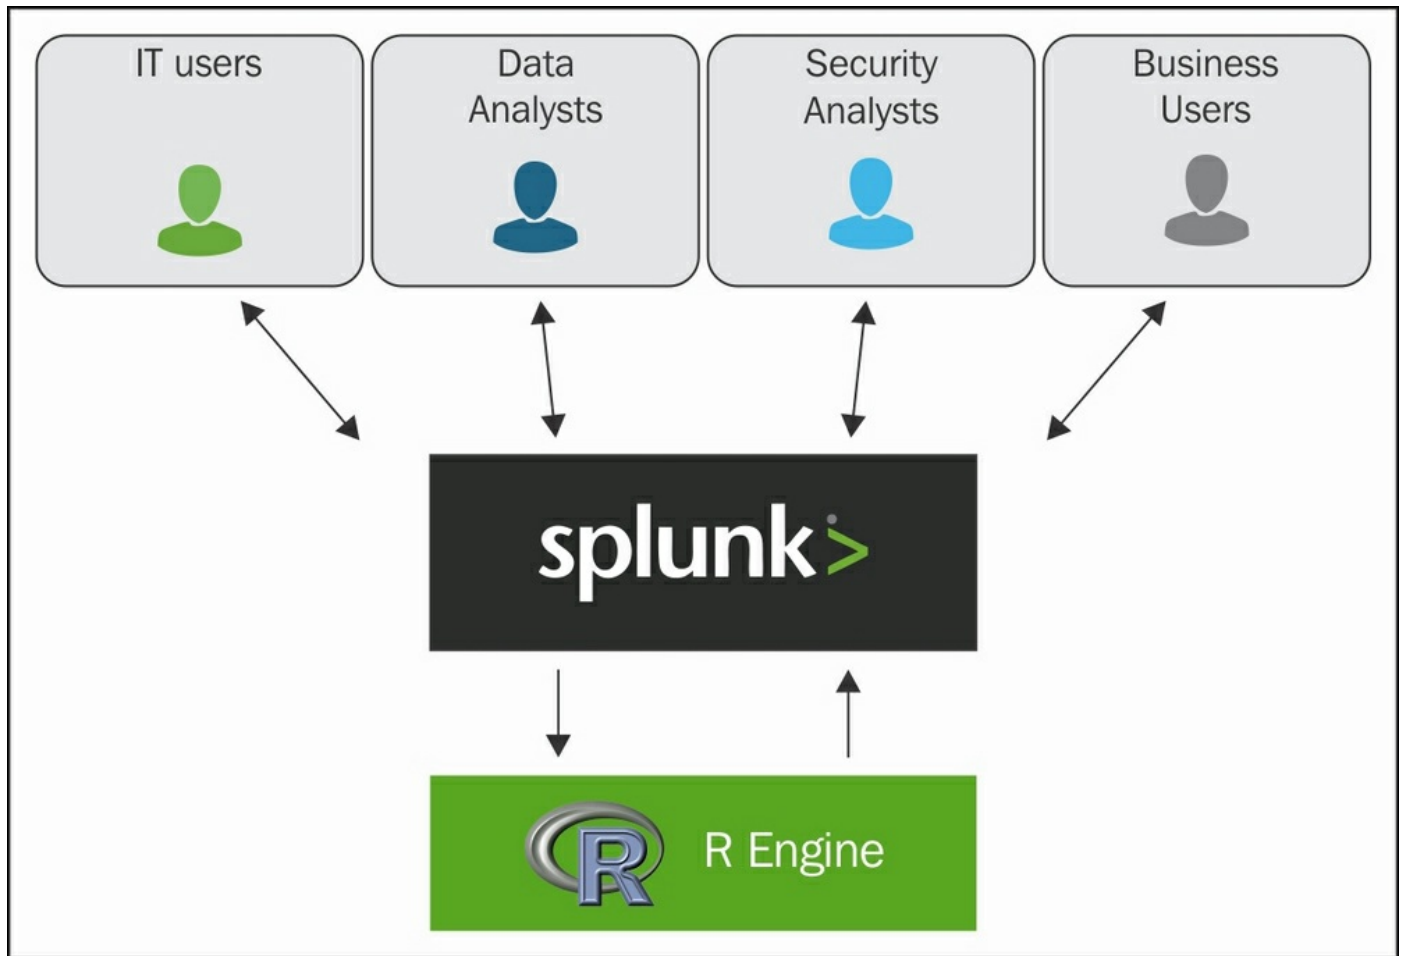 IT users
Data
Analysts
Security
Analysts
Business
Users
splunk>
R R Engine